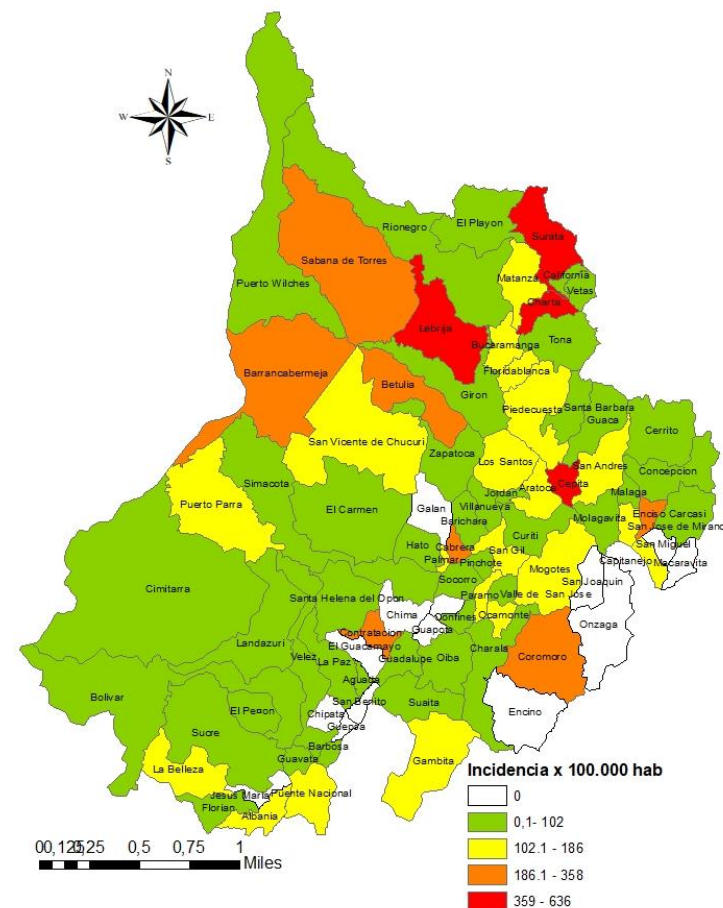 N
W E
S
Rionegro
El Playon
Surata
Sabana de Torres
Puerto Wilches
Matanza
California
Vetas
Charta
Lebrija
Tona
Bucaramanga
Barrancabermeja
Betulia
Floridablanca
Giron
Piedecuesta
Santa Barbara
Guaca
Cerrito
San Vicente de Chucuri
Zapatoca
Los Santos
San Andres
Concepcion
Simacota
Cepita
Puerto Parra
Jordan
Aratoca
Malaga
El Carmen
Galan
Villanueva
Enciso
Carcasi
Barichara
Molagavita
San Jose de Mirand
Hato
Cabrera
Curiti
San Gil
San Miguel
Palmar
Pinchote
Capitanejo
Macaravita
Cimitarra
Socorro
Mogotes
San Joaquin
Santa Helena del Opon
Paramo
Valle de San Jose
Chima
Confines
Ocamonte
Onzaga
Guapota
Contratacion
Landazuri
El Guacamayo
Charala
Velez
La Paz
Guadalupe
Oiba
Coromoro
Aguada
Bolivar
El Peñon
San Benito
Suaita
Encino
Chipata
Sucre
Guepsa
Barbosa
Guavata
Gambita
La Belleza
Jesus Maria
Puente Nacional
Florian
Albania
Incidencia x 100.000 hab
0
0,1- 102
102.1 - 186
186.1 - 358
359 - 636
0 0,125 0,25 0,5 0,75 1
Miles